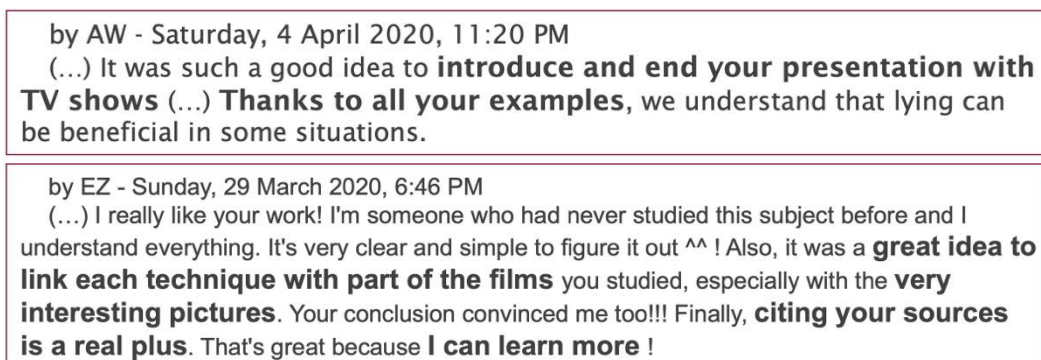 by AW - Saturday, 4 April 2020, 11:20 PM
(…) It was such a good idea to introduce and end your presentation with
TV shows (…) Thanks to all your examples, we understand that lying can
be beneficial in some situations.
by EZ - Sunday, 29 March 2020, 6:46 PM
(…) I really like your work! I'm someone who had never studied this subject before and I
understand everything. It's very clear and simple to figure it out ^^ ! Also, it was a great idea to
link each technique with part of the films you studied, especially with the very
interesting pictures. Your conclusion convinced me too!!! Finally, citing your sources
is a real plus. That's great because I can learn more !